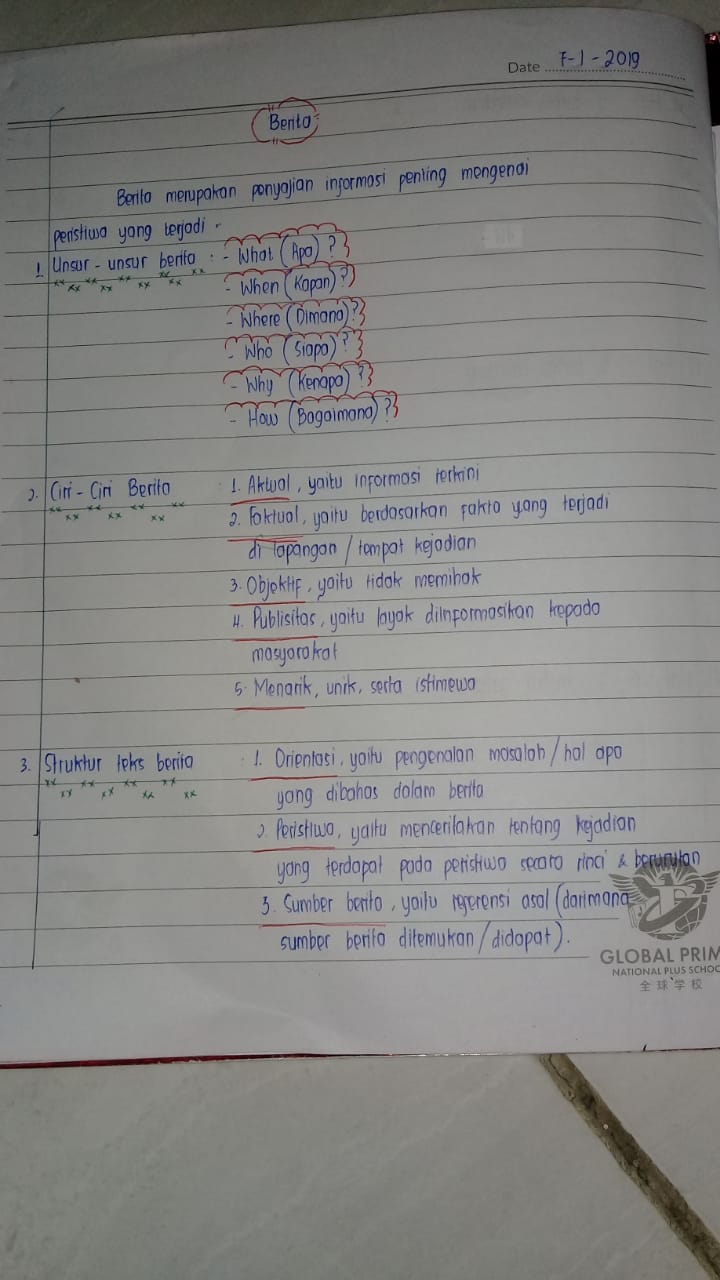 Date 7-1-2019
Berita
Berita merupakan penyajian informasi penting mengenai
peristiwa yang terjadi.
1. Unsur - unsur berita : - What (Apa) ?
- When (Kapan) ?
- Where (Dimana) ?
- Who (Siapa) ?
- Why (Kenapa) ?
- How (Bagaimana) ?
2. Ciri - Ciri Berita : 1. Aktual, yaitu informasi terkini
2. Faktual, yaitu berdasarkan fakta yang terjadi
di lapangan / tempat kejadian
3. Objektif, yaitu tidak memihak
4. Publisitas, yaitu layak diinformasikan kepada
masyarakat
5. Menarik, unik, serta istimewa
3. Struktur teks berita : 1. Orientasi, yaitu pengenalan masalah / hal apa
yang dibahas dalam berita
2. Peristiwa, yaitu menceritakan tentang kejadian
yang terdapat pada peristiwa secara rinci & berurutan
3. Sumber berita, yaitu referensi asal (darimana
sumber berita ditemukan / didapat).
GLOBAL PRIM
NATIONAL PLUS SCHOO
全球学校